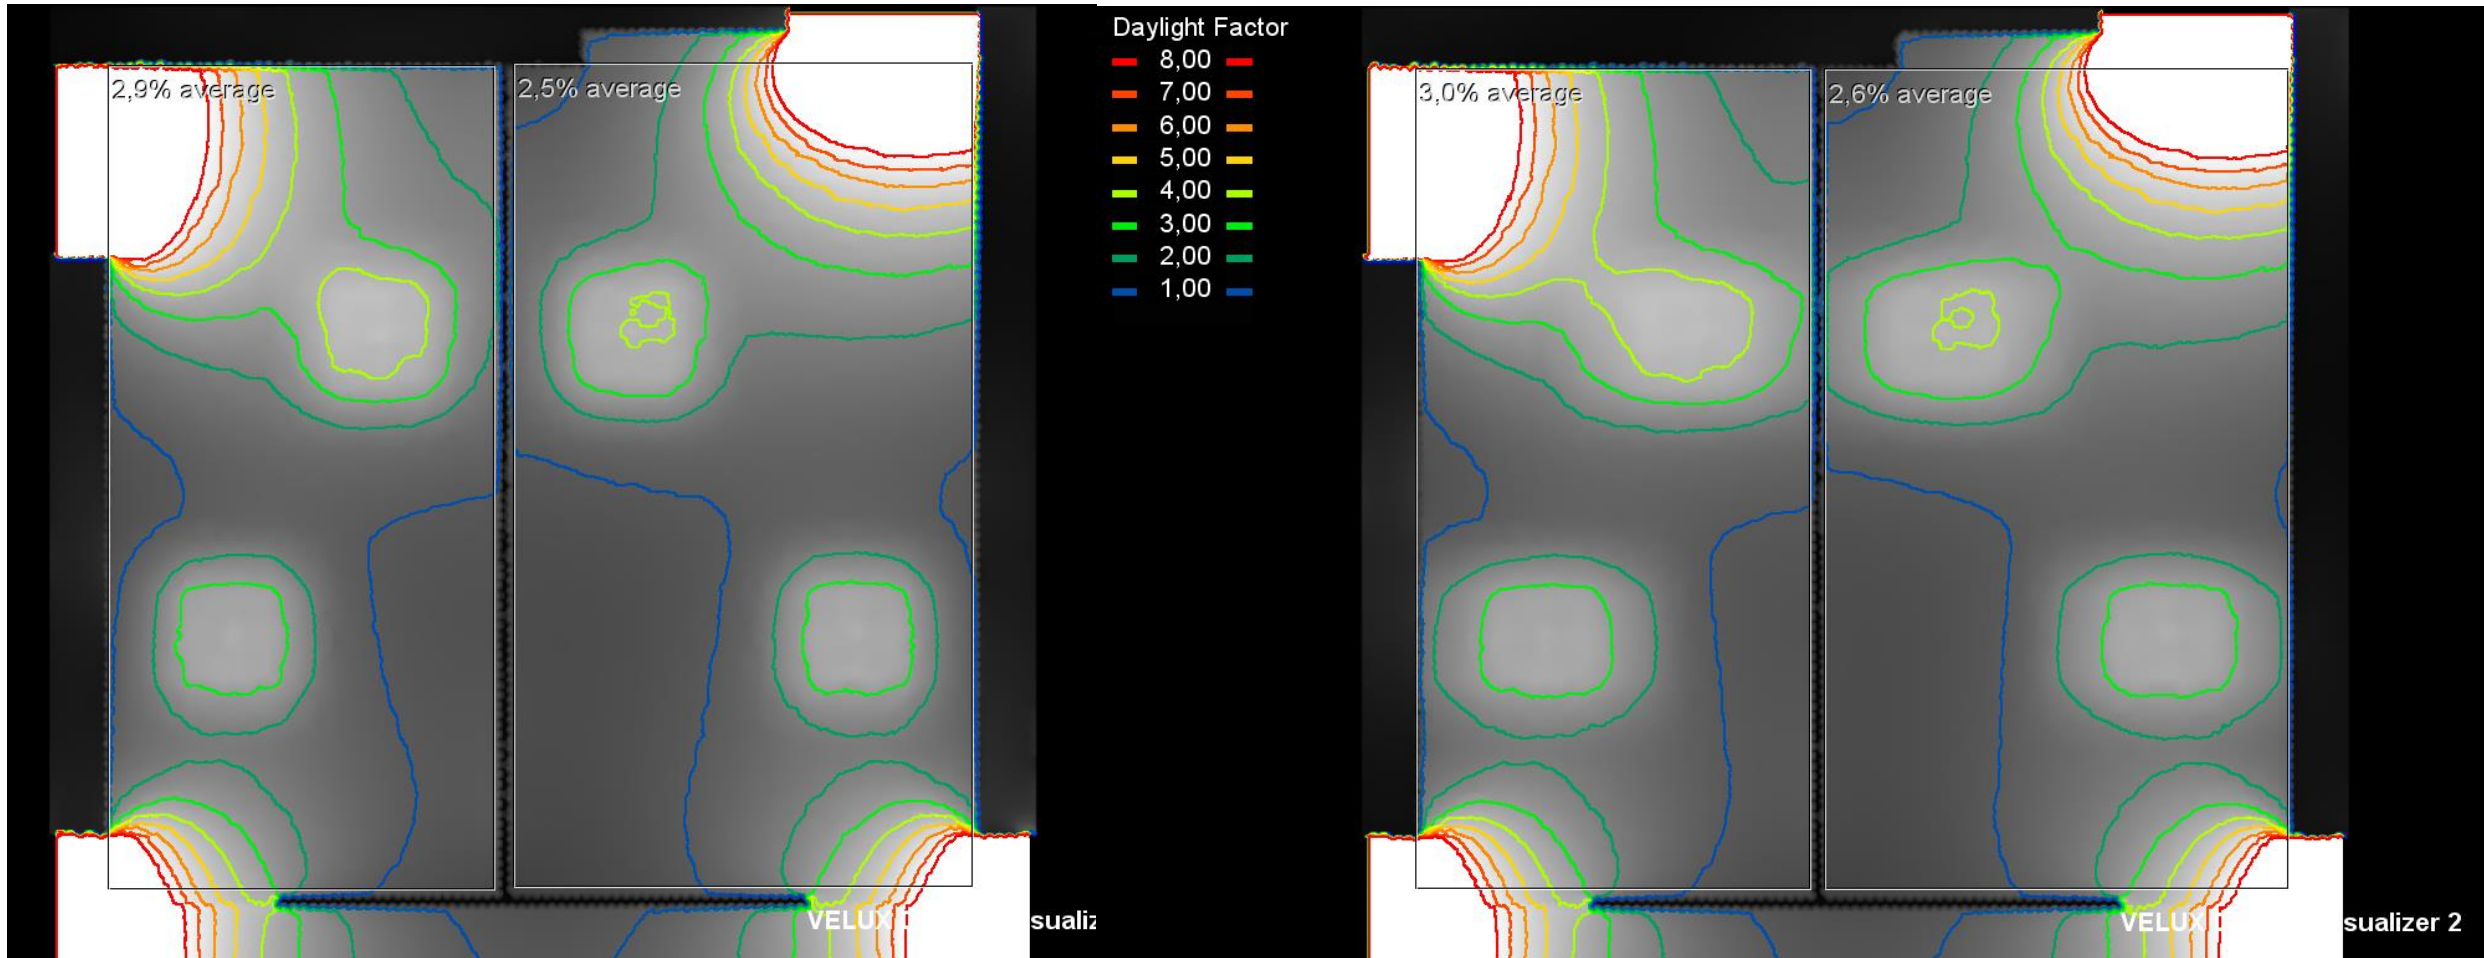 2,9% average
2,5% average
Daylight Factor
8,00
7,00
6,00
5,00
4,00
3,00
2,00
1,00
3,0% average
2,6% average
VELUX
sualiz
VELUX
sualizer 2